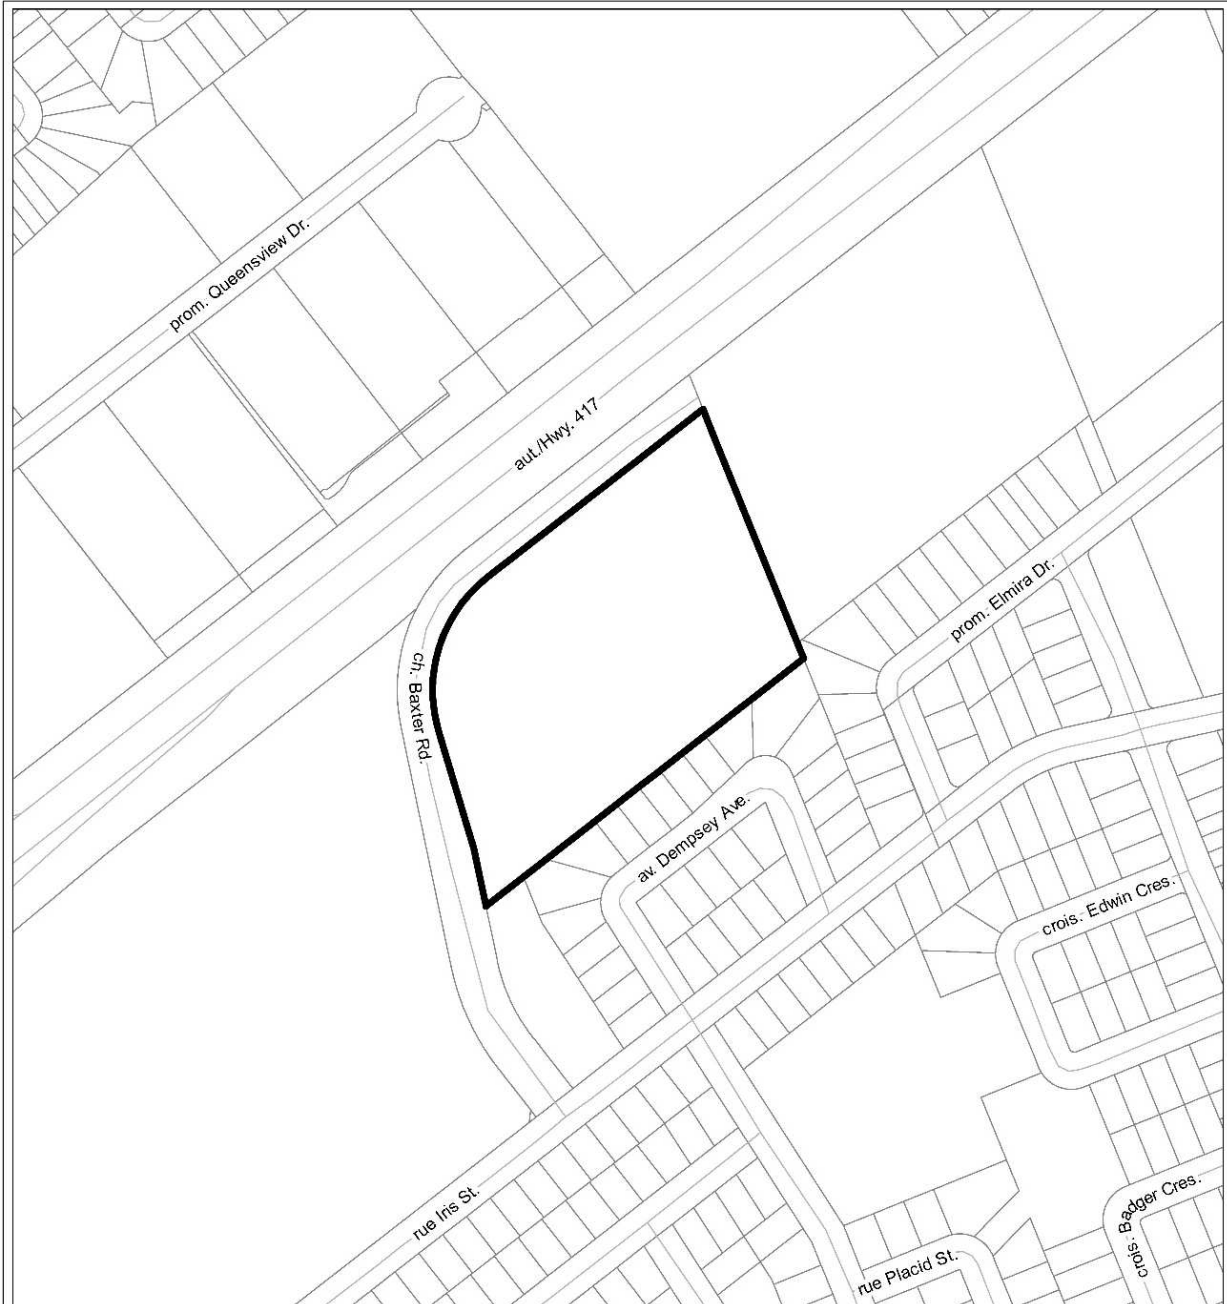 prom. Queensview Dr.
aut./Hwy. 417
prom. Elmira Dr.
ch. Baxter Rd.
av. Dempsey Ave.
crois. Edwin Cres.
rue Iris St.
crois. Badger Cres.
rue Placid St.